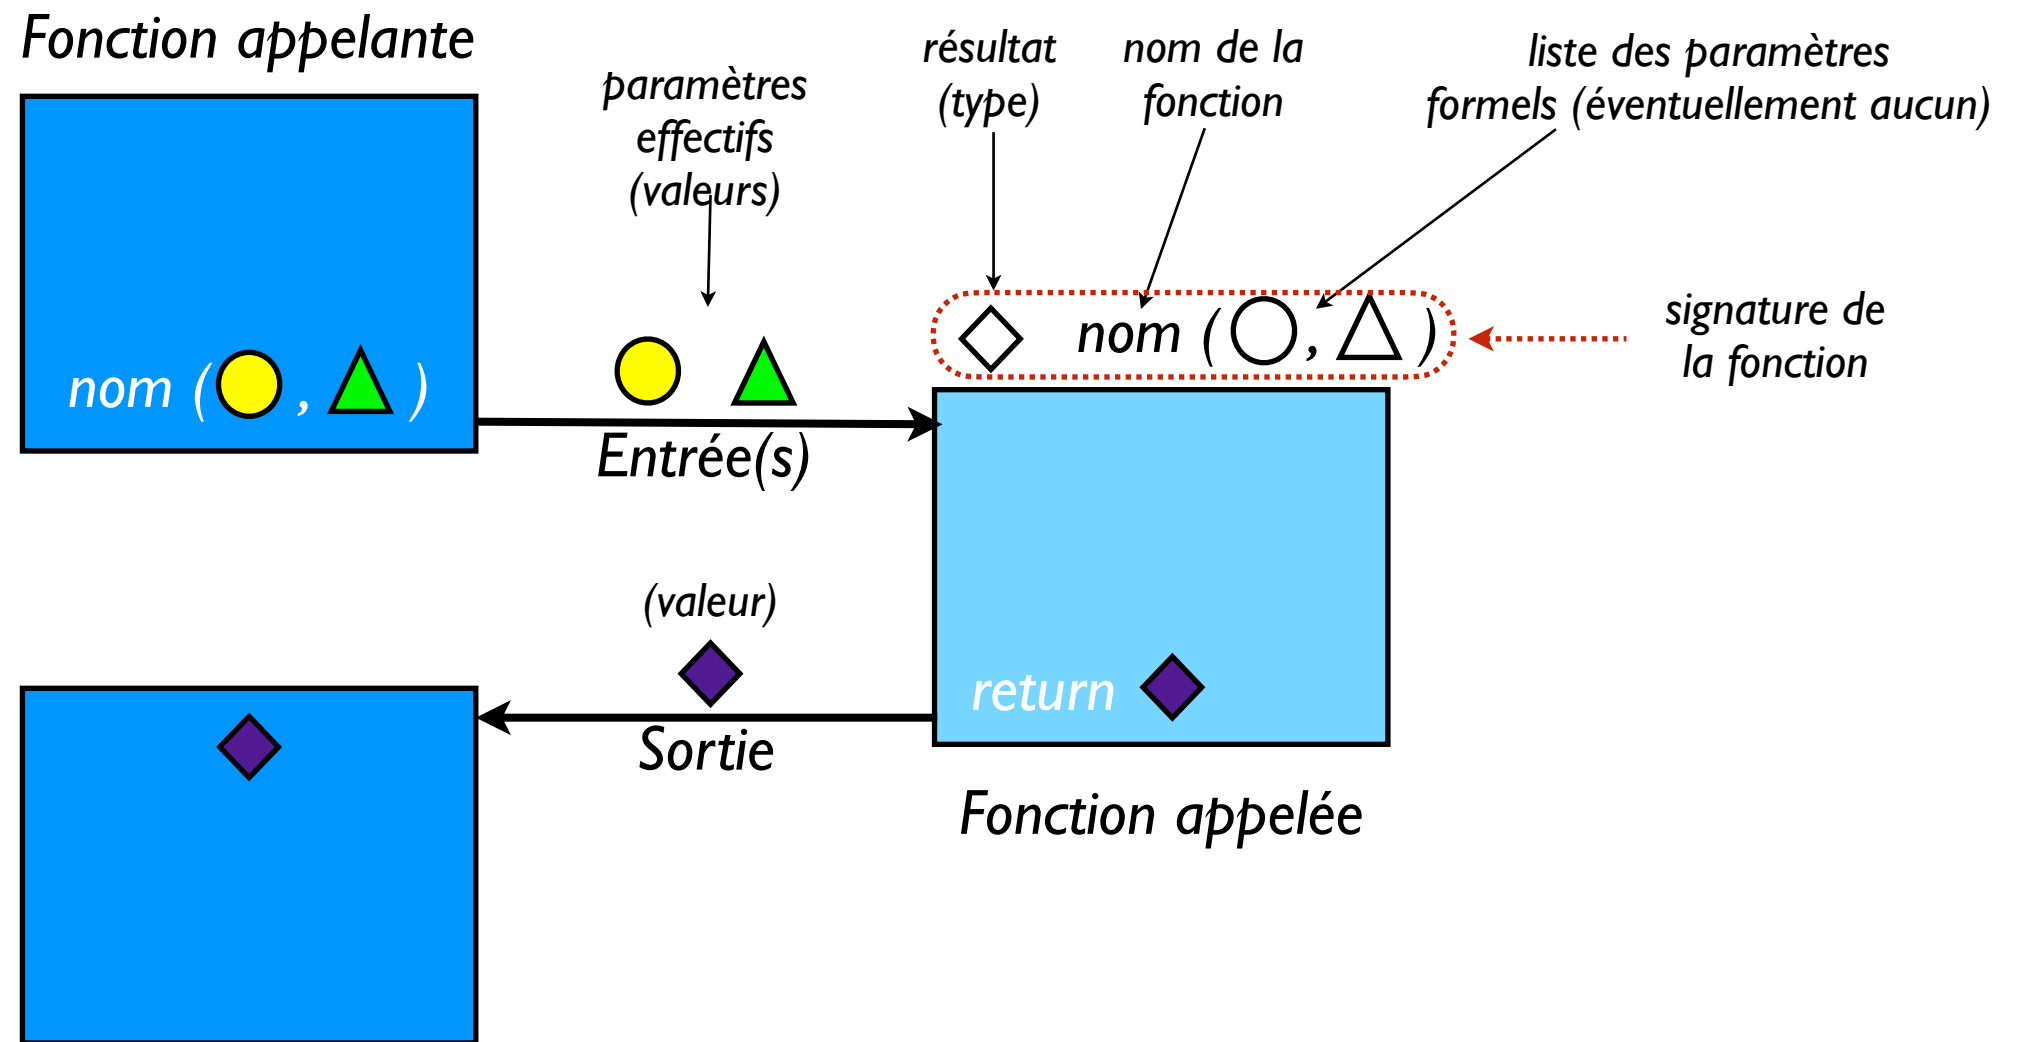 Fonction appelante
paramètres
effectifs
(valeurs)
résultat
(type)
nom de la
fonction
liste des paramètres
formels (éventuellement aucun)
nom ( , )
nom ( , )
signature de
la fonction
Entrée(s)
(valeur)
return
Sortie
Fonction appelée